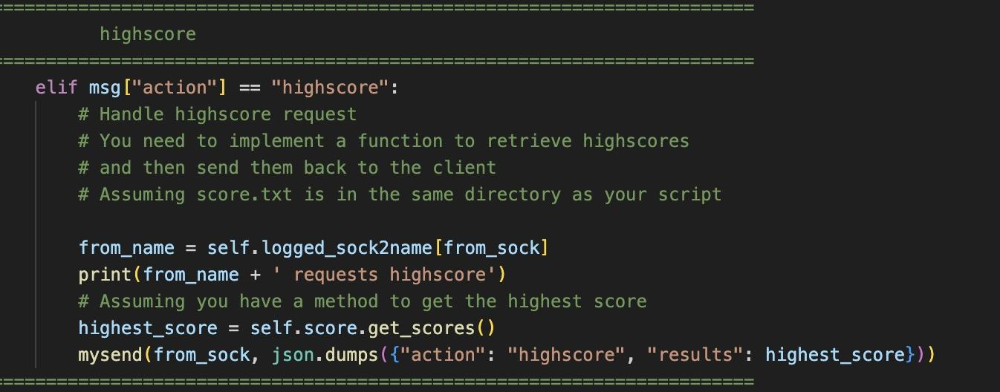 ======================================================================
highscore
======================================================================
elif msg["action"] == "highscore":
# Handle highscore request
# You need to implement a function to retrieve highscores
# and then send them back to the client
# Assuming score.txt is in the same directory as your script
from_name = self.logged_sock2name[from_sock]
print(from_name + ' requests highscore')
# Assuming you have a method to get the highest score
highest_score = self.score.get_scores()
mysend(from_sock, json.dumps({"action": "highscore", "results": highest_score}))
======================================================================